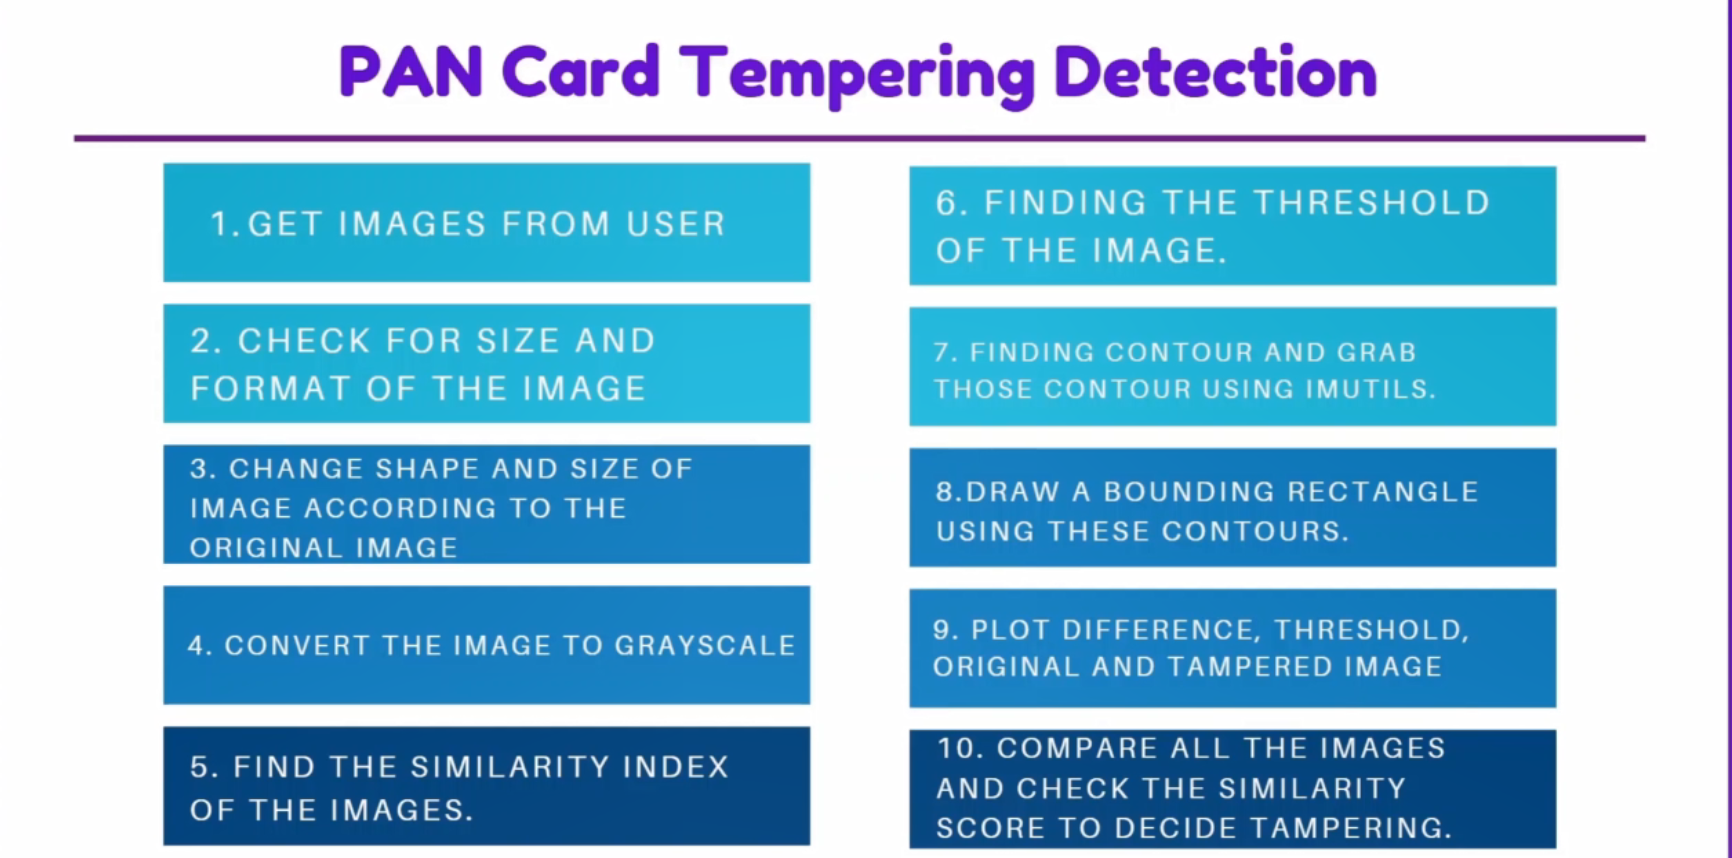 PAN Card Tempering Detection
1. GET IMAGES FROM USER
2. CHECK FOR SIZE AND
FORMAT OF THE IMAGE
3. CHANGE SHAPE AND SIZE OF
IMAGE ACCORDING TO THE
ORIGINAL IMAGE
4. CONVERT THE IMAGE TO GRAYSCALE
5. FIND THE SIMILARITY INDEX
OF THE IMAGES.
6. FINDING THE THRESHOLD
OF THE IMAGE.
7. FINDING CONTOUR AND GRAB
THOSE CONTOUR USING IMUTILS.
8.DRAW A BOUNDING RECTANGLE
USING THESE CONTOURS.
9. PLOT DIFFERENCE, THRESHOLD,
ORIGINAL AND TAMPERED IMAGE
10. COMPARE ALL THE IMAGES
AND CHECK THE SIMILARITY
SCORE TO DECIDE TAMPERING.